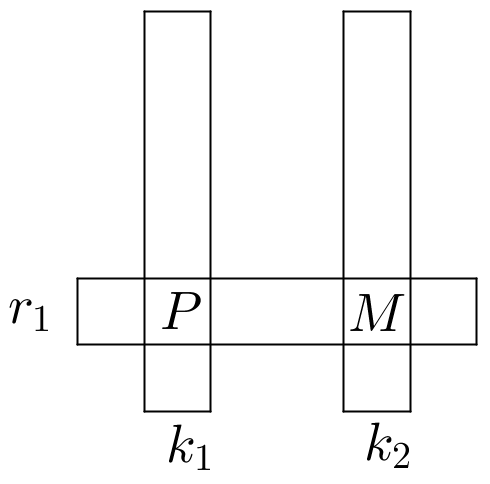 r₁ P M
k₁ k₂